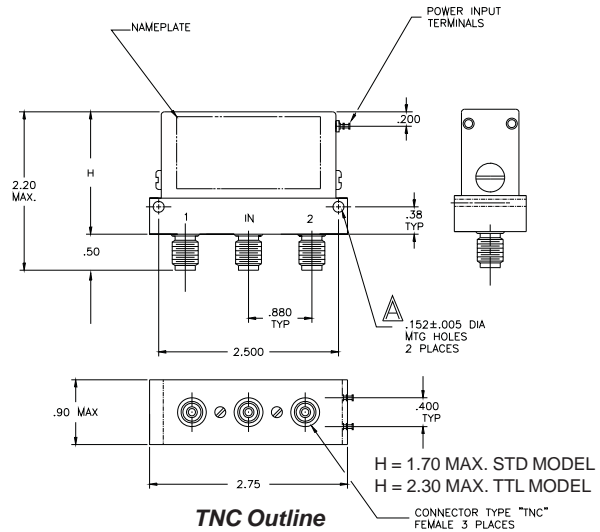 NAMEPLATE
POWER INPUT
TERMINALS
.200
H
2.20
MAX.
.38
TYP
1
IN
2
.50
.880
TYP
A
.152±.005 DIA
MTG HOLES
2 PLACES
2.500
.90 MAX
.400
TYP
H = 1.70 MAX. STD MODEL
H = 2.30 MAX. TTL MODEL
2.75
CONNECTOR TYPE "TNC"
FEMALE 3 PLACES
TNC Outline